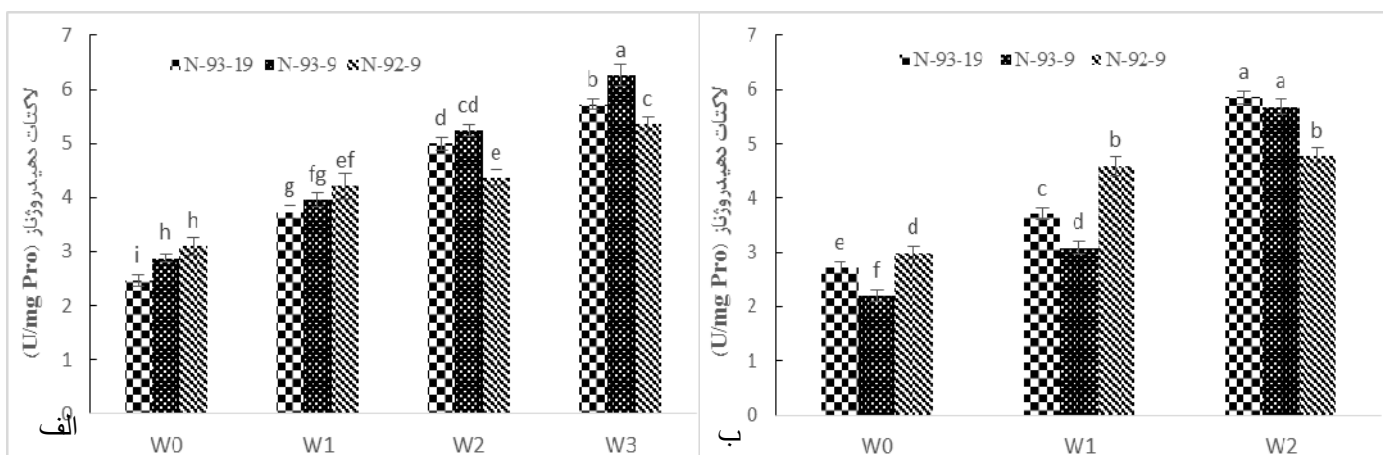 7
6
5
4
3
2
1
0
لاکتات دهیدروژناز (U/mg Pro)
N-93-19 N-93-9 N-92-9
i h h
g fg ef
d cd e
b a c
W0 W1 W2 W3
الف
7
6
5
4
3
2
1
0
لاکتات دهیدروژناز (U/mg Pro)
N-93-19 N-93-9 N-92-9
e f d
c d b
a a b
W0 W1 W2
ب